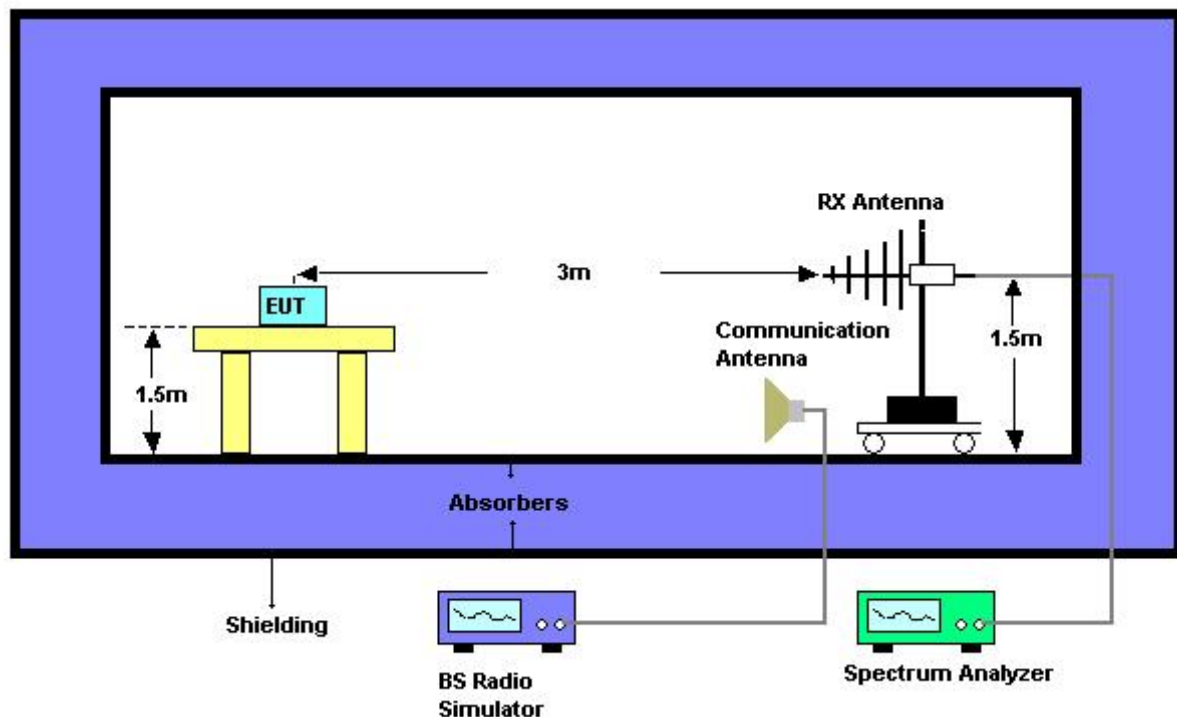 RX Antenna
3m
EUT
Communication
Antenna
1.5m
1.5m
Absorbers
Shielding
BS Radio
Simulator
Spectrum Analyzer